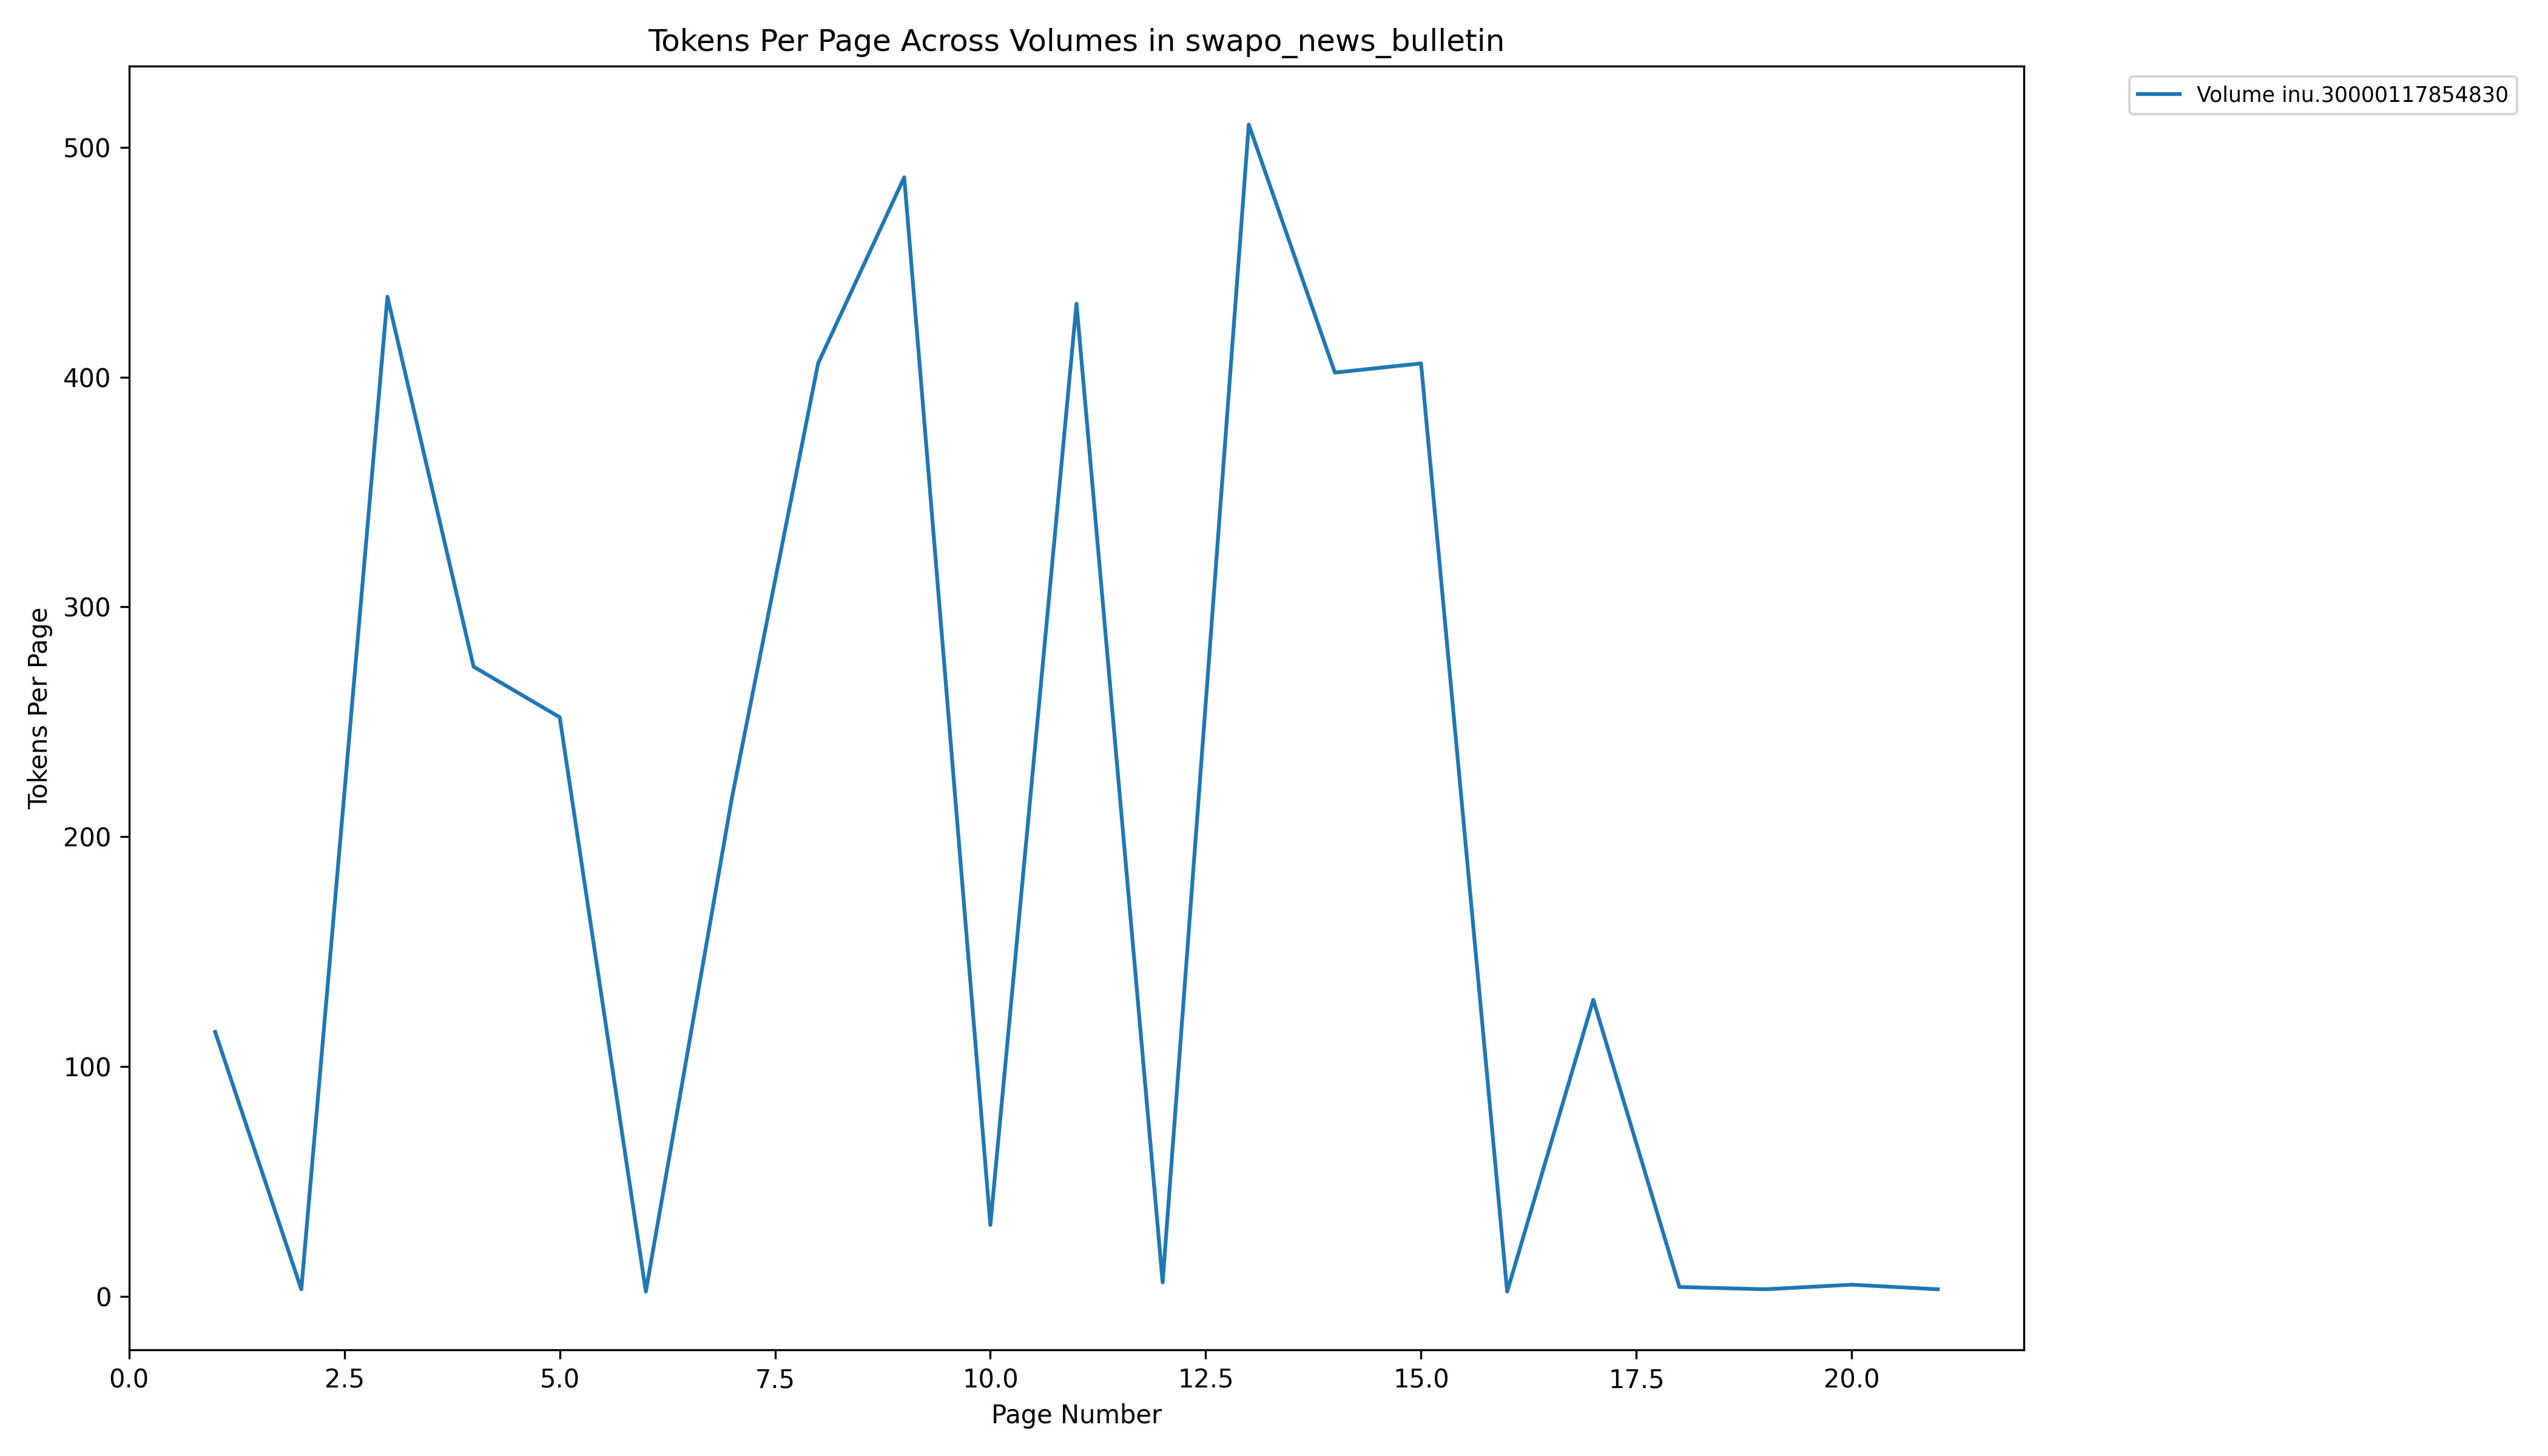 Tokens Per Page Across Volumes in swapo_news_bulletin
Volume inu.30000117854830
500
400
300
200
100
0
Tokens Per Page
0.0 2.5 5.0 7.5 10.0 12.5 15.0 17.5 20.0
Page Number